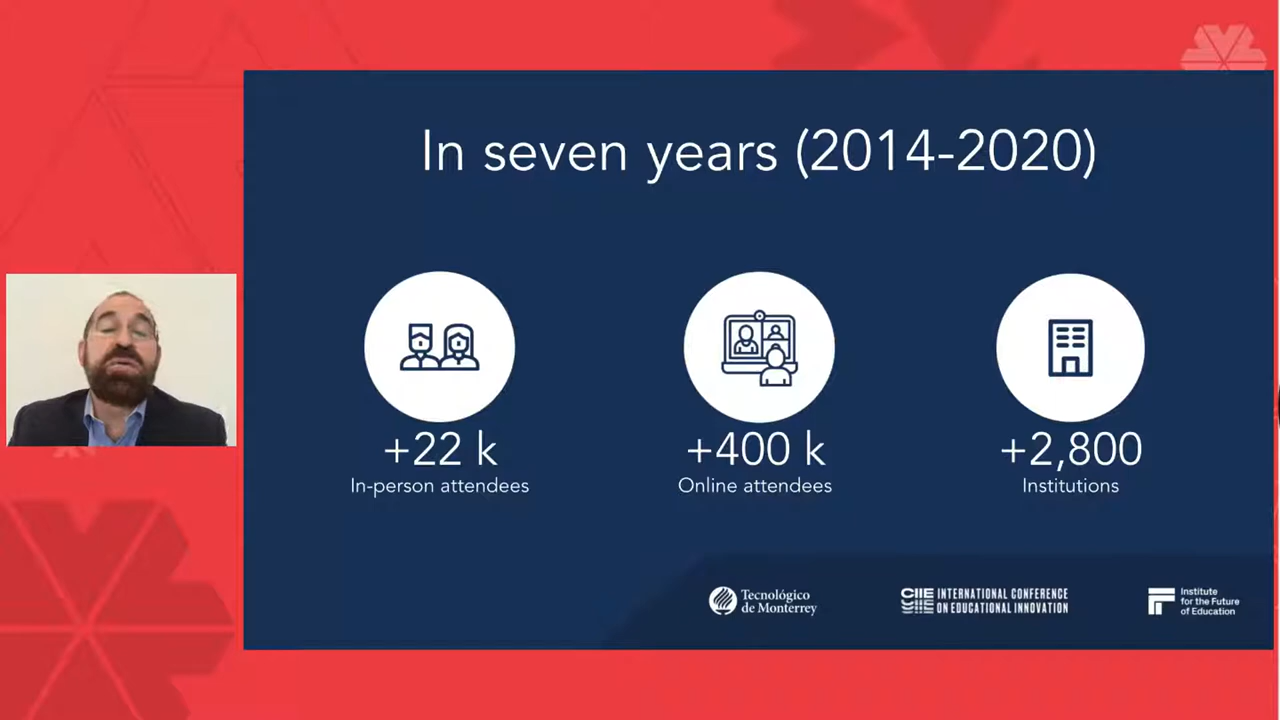 In seven years (2014-2020)
+22 k
In-person attendees
+400 k
Online attendees
+2,800
Institutions
Tecnológico
de Monterrey
CIIE INTERNATIONAL CONFERENCE
ON EDUCATIONAL INNOVATION
Institute
for the Future
of Education